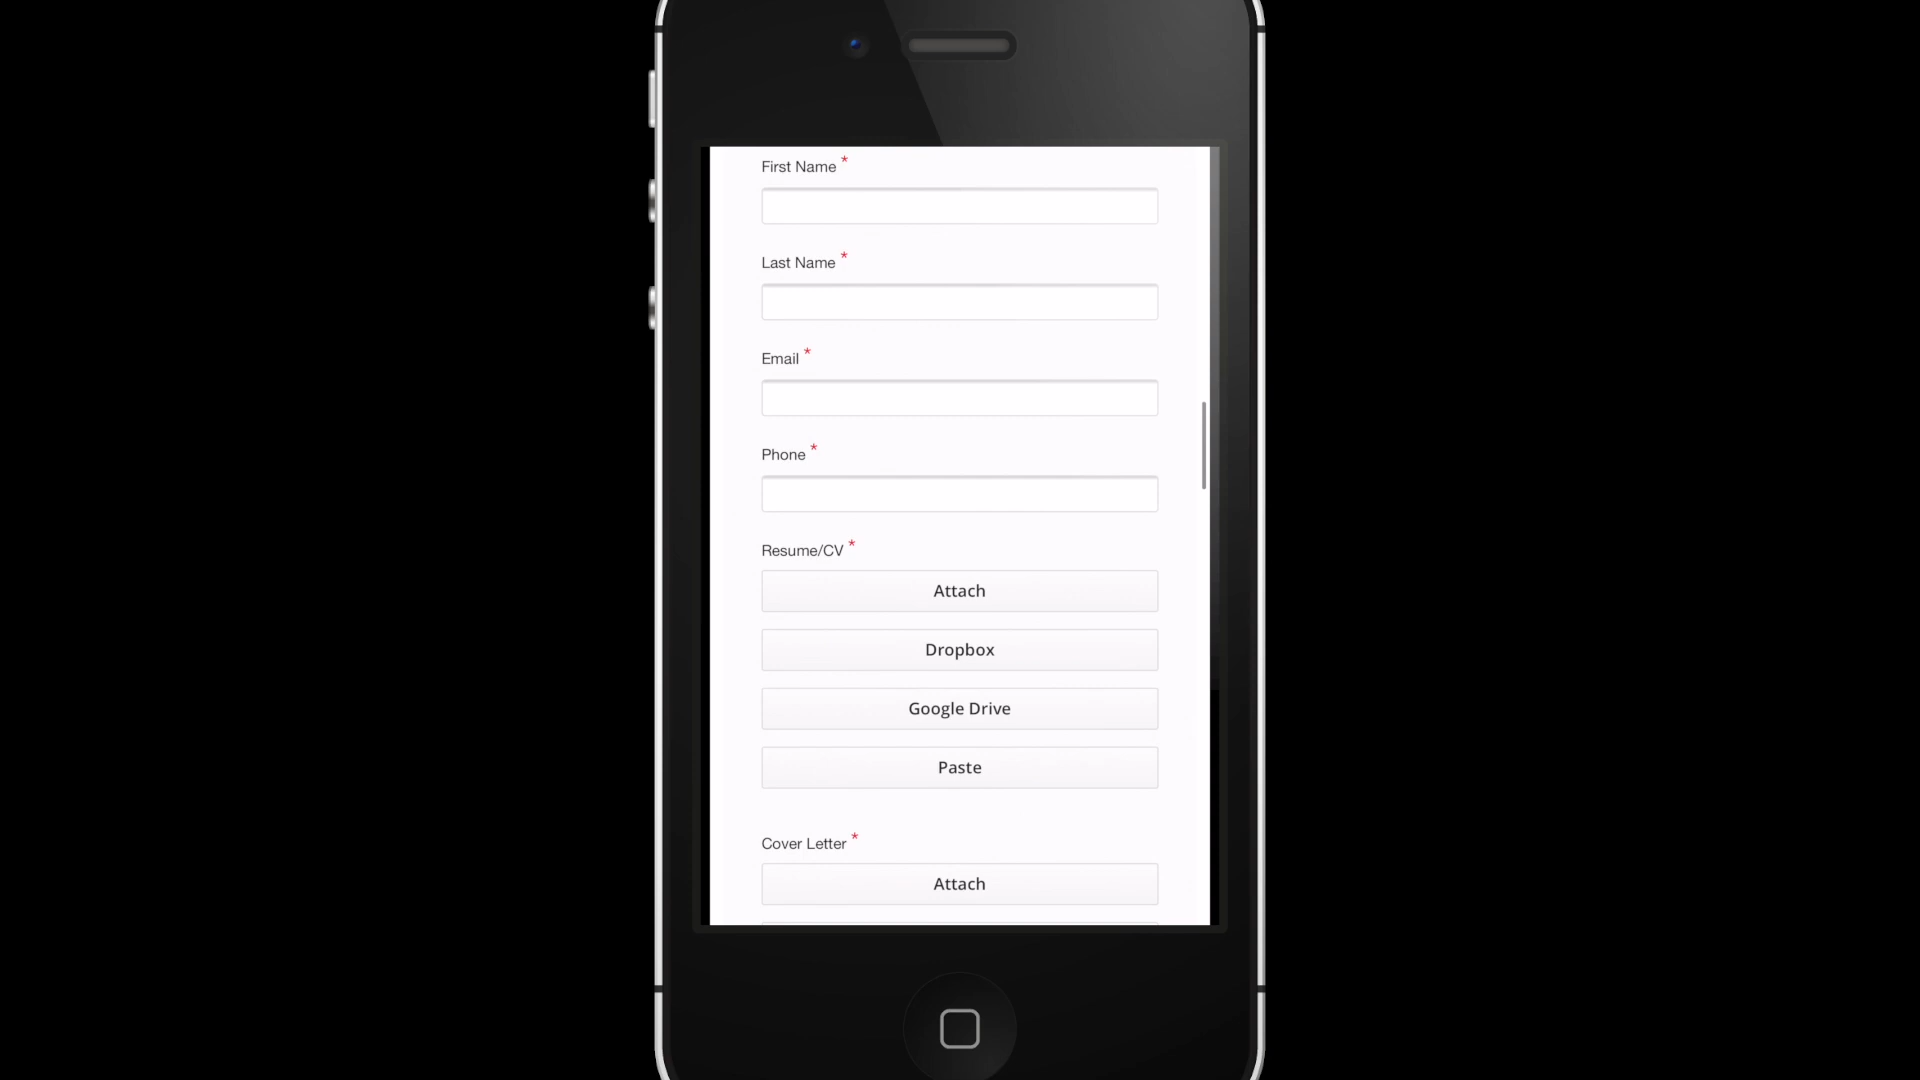 First Name *
Last Name *
Email *
Phone *
Resume/CV *
Attach
Dropbox
Google Drive
Paste
Cover Letter *
Attach